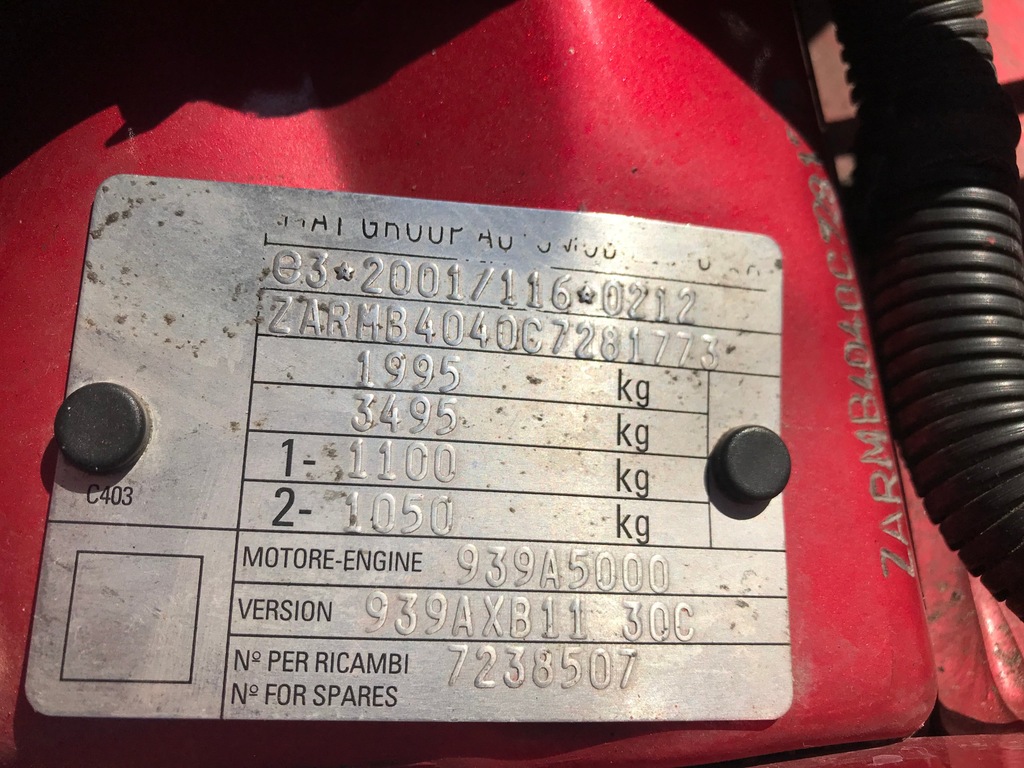 GROUP
e3*2001/116*0212
ZARMB4040C7281773
1995 kg
3495 kg
1- 1100 kg
2- 1050 kg
C403
MOTORE-ENGINE 939A5000
VERSION 939AXB11 30C
Nº PER RICAMBI 7238507
Nº FOR SPARES